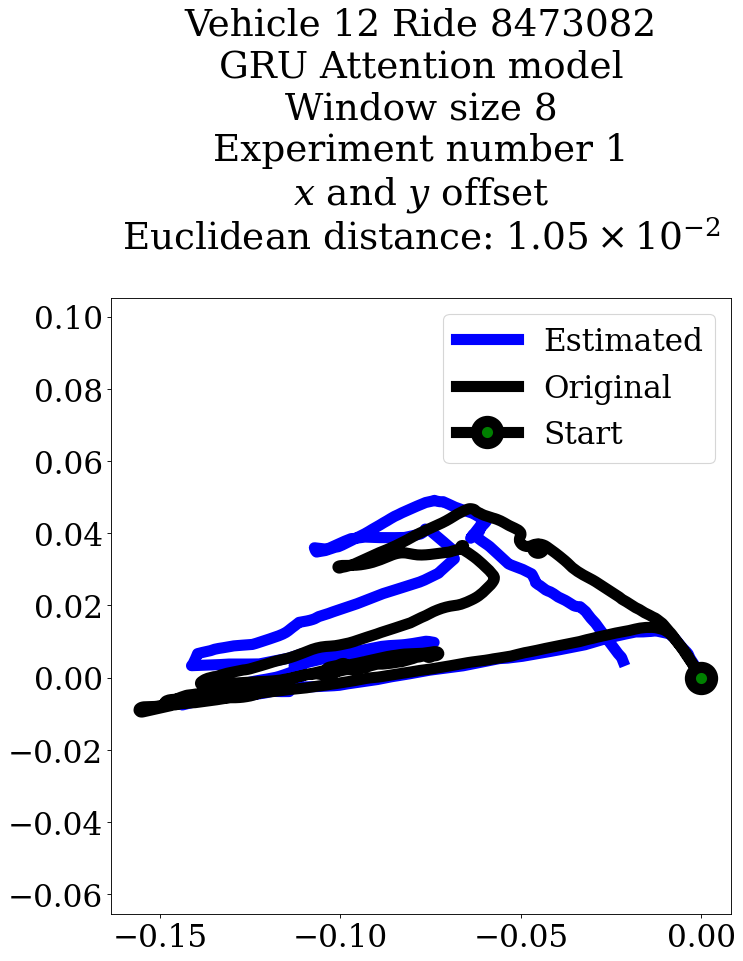 Vehicle 12 Ride 8473082
GRU Attention model
Window size 8
Experiment number 1
x and y offset
Euclidean distance: 1.05 × 10⁻²
Estimated
Original
Start
0.10
0.08
0.06
0.04
0.02
0.00
−0.02
−0.04
−0.06
−0.15 −0.10 −0.05 0.00